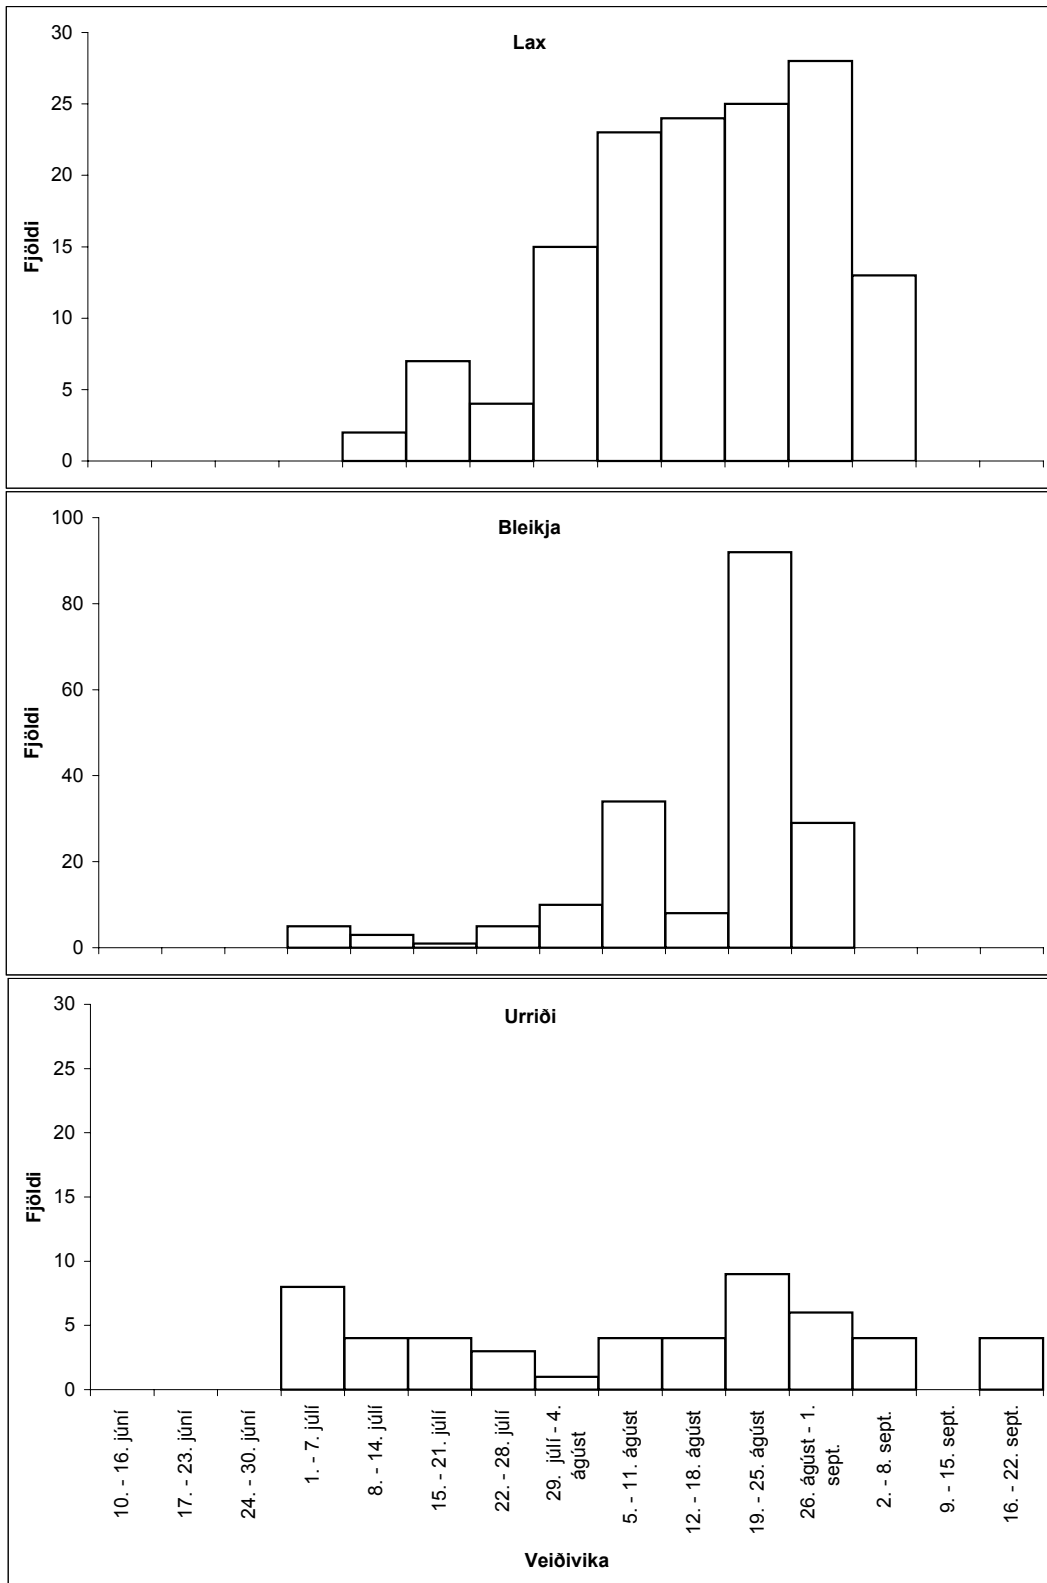 Lax
30
25
20
15
10
5
0
Fjöldi
Bleikja
100
80
60
40
20
0
Fjöldi
Urriði
30
25
20
15
10
5
0
Fjöldi
10. - 16. júní
17. - 23. júní
24. - 30. júní
1. - 7. júlí
8. - 14. júlí
15. - 21. júlí
22. - 28. júlí
29. júlí - 4.
ágúst
5. - 11. ágúst
12. - 18. ágúst
19. - 25. ágúst
26. ágúst - 1.
sept.
2. - 8. sept.
9. - 15. sept.
16. - 22. sept.
Veiðivika